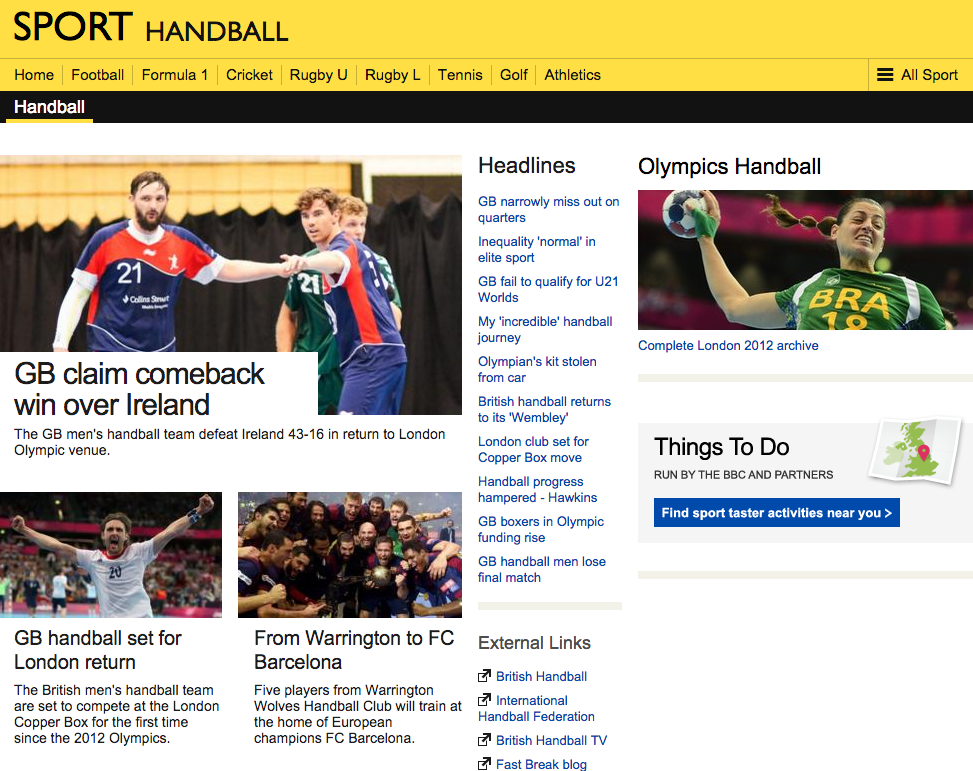 SPORT HANDBALL
Home Football Formula 1 Cricket Rugby U Rugby L Tennis Golf Athletics All Sport
Handball
21
Collins Stewart
21
GB claim comeback
win over Ireland
The GB men's handball team defeat Ireland 43-16 in return to London
Olympic venue.
20
GB handball set for
London return
The British men's handball team
are set to compete at the London
Copper Box for the first time
since the 2012 Olympics.
From Warrington to FC
Barcelona
Five players from Warrington
Wolves Handball Club will train at
the home of European
champions FC Barcelona.
Headlines
GB narrowly miss out on
quarters
Inequality 'normal' in
elite sport
GB fail to qualify for U21
Worlds
My 'incredible' handball
journey
Olympian's kit stolen
from car
British handball returns
to its 'Wembley'
London club set for
Copper Box move
Handball progress
hampered - Hawkins
GB boxers in Olympic
funding rise
GB handball men lose
final match
External Links
British Handball
International
Handball Federation
British Handball TV
Fast Break blog
Olympics Handball
BRA
18
Complete London 2012 archive
Things To Do
RUN BY THE BBC AND PARTNERS
Find sport taster activities near you >